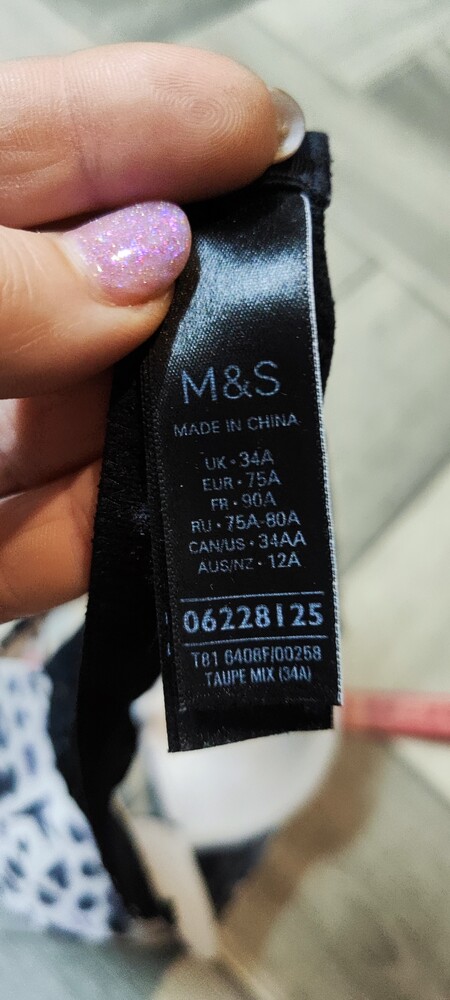 M&S
MADE IN CHINA
UK · 34A
EUR · 75A
FR · 90A
RU · 75A-80A
CAN/US · 34AA
AUS/NZ · 12A
06228125
T81 6408F/00258
TAUPE MIX (34A)